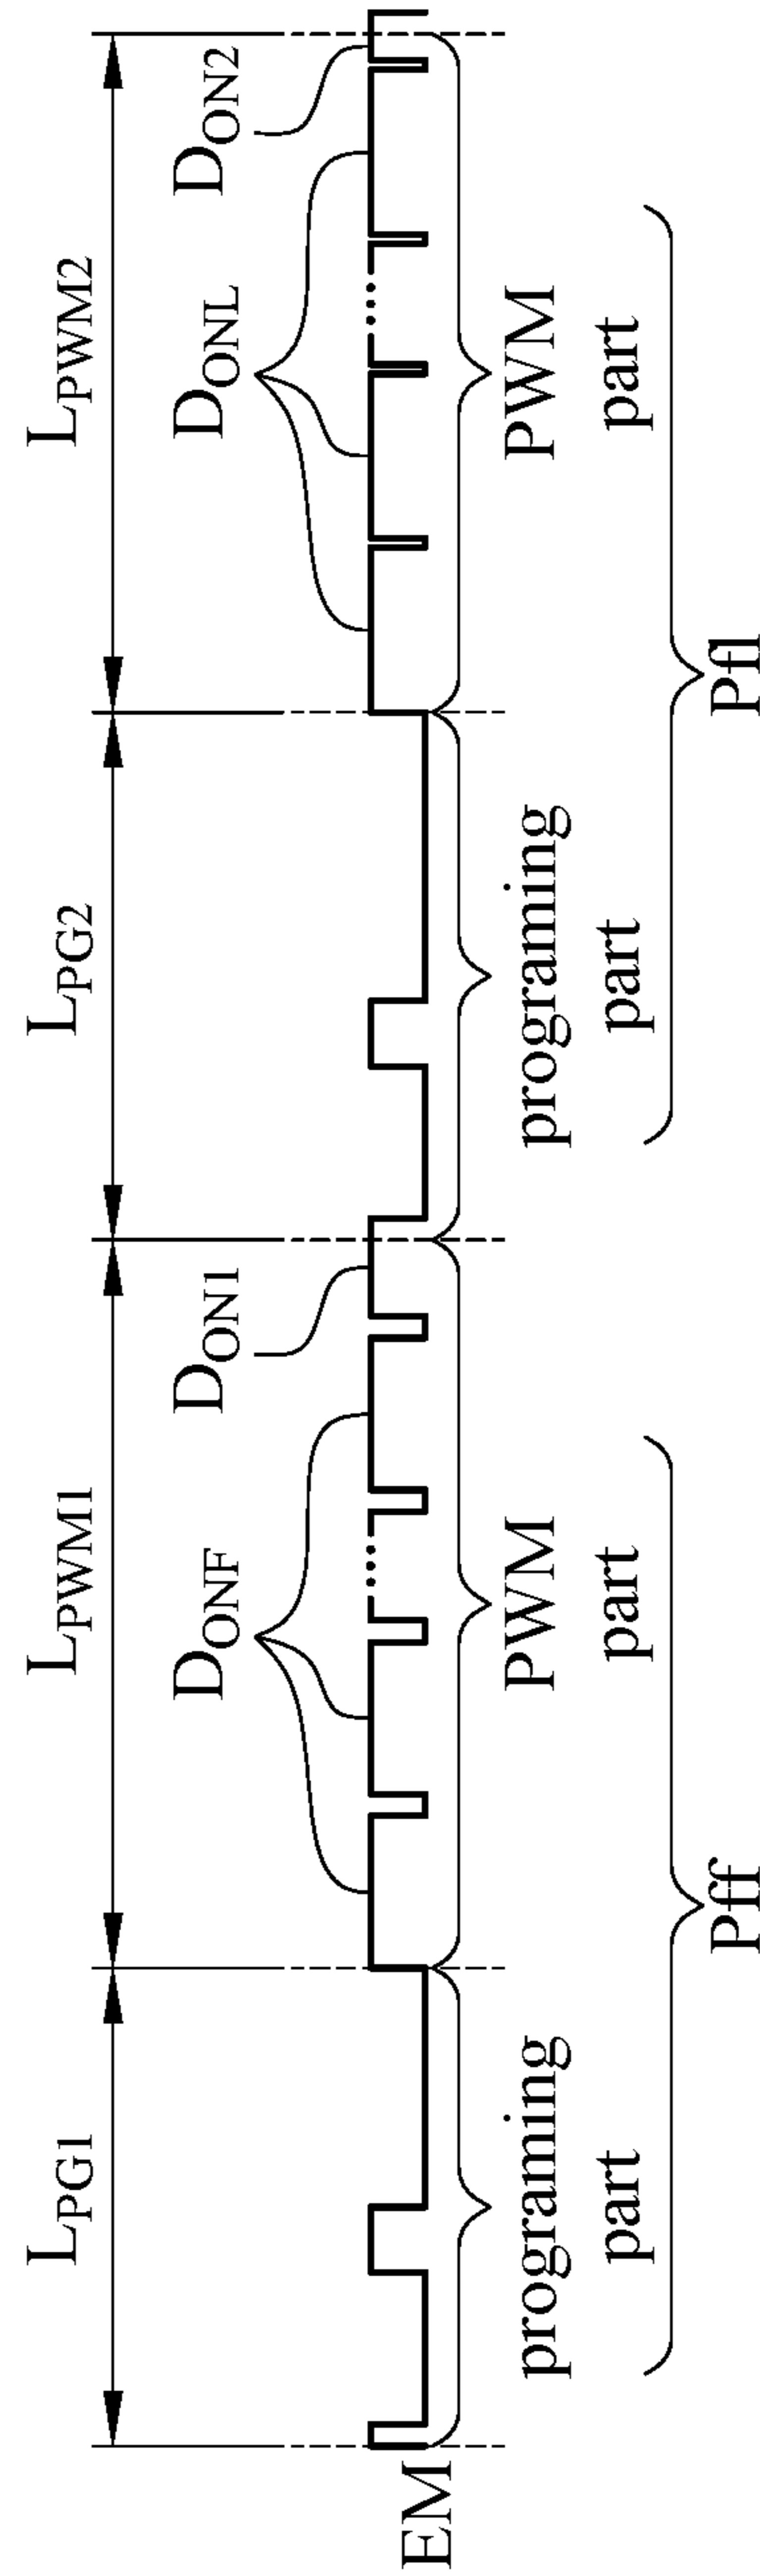 L_PG1 L_PWM1 L_PG2 L_PWM2
D_ONF D_ON1 D_ONL D_ON2
EM
programing part
PWM part
programing part
PWM part
Pff Pfl